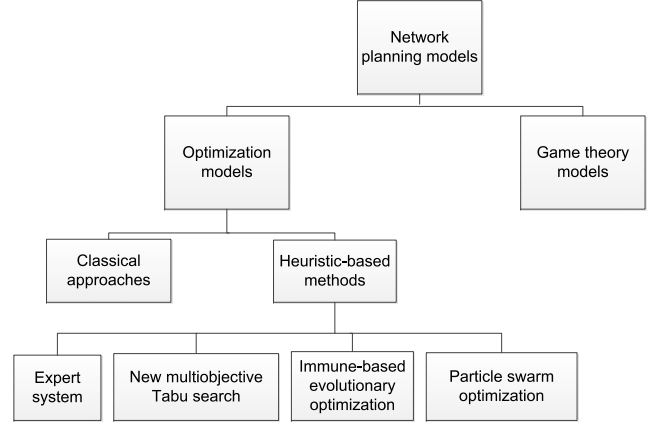 Network
planning models
Optimization
models
Game theory
models
Classical
approaches
Heuristic-based
methods
Expert
system
New multiobjective
Tabu search
Immune-based
evolutionary
optimization
Particle swarm
optimization